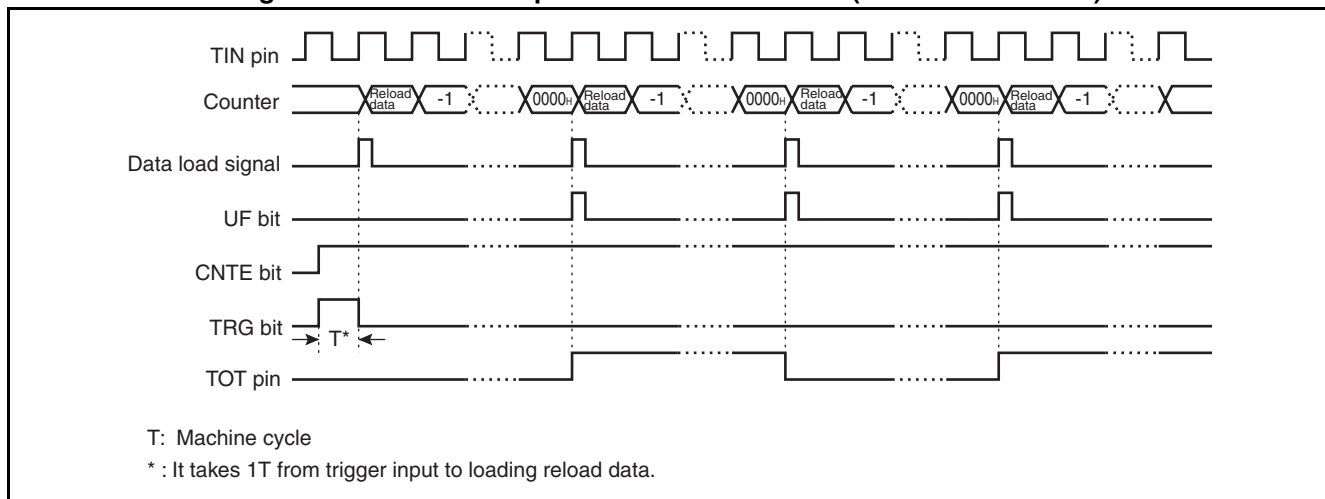 TIN pin
Counter Reload data -1 0000H Reload data -1 0000H Reload data -1 0000H Reload data -1
Data load signal
UF bit
CNTE bit
TRG bit
T*
TOT pin
T: Machine cycle
* : It takes 1T from trigger input to loading reload data.